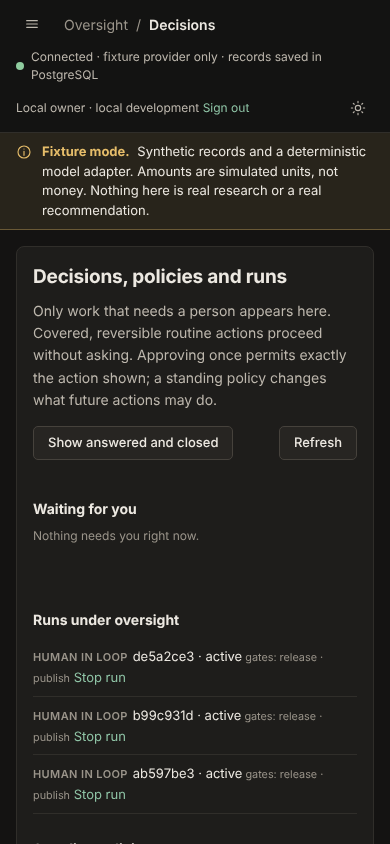 Oversight / Decisions
Connected · fixture provider only · records saved in
PostgreSQL
Local owner · local development Sign out
Fixture mode. Synthetic records and a deterministic
model adapter. Amounts are simulated units, not
money. Nothing here is real research or a real
recommendation.
Decisions, policies and runs
Only work that needs a person appears here.
Covered, reversible routine actions proceed
without asking. Approving once permits exactly
the action shown; a standing policy changes
what future actions may do.
Show answered and closed Refresh
Waiting for you
Nothing needs you right now.
Runs under oversight
HUMAN IN LOOP de5a2ce3 · active gates: release ·
publish Stop run
HUMAN IN LOOP b99c931d · active gates: release ·
publish Stop run
HUMAN IN LOOP ab597be3 · active gates: release ·
publish Stop run